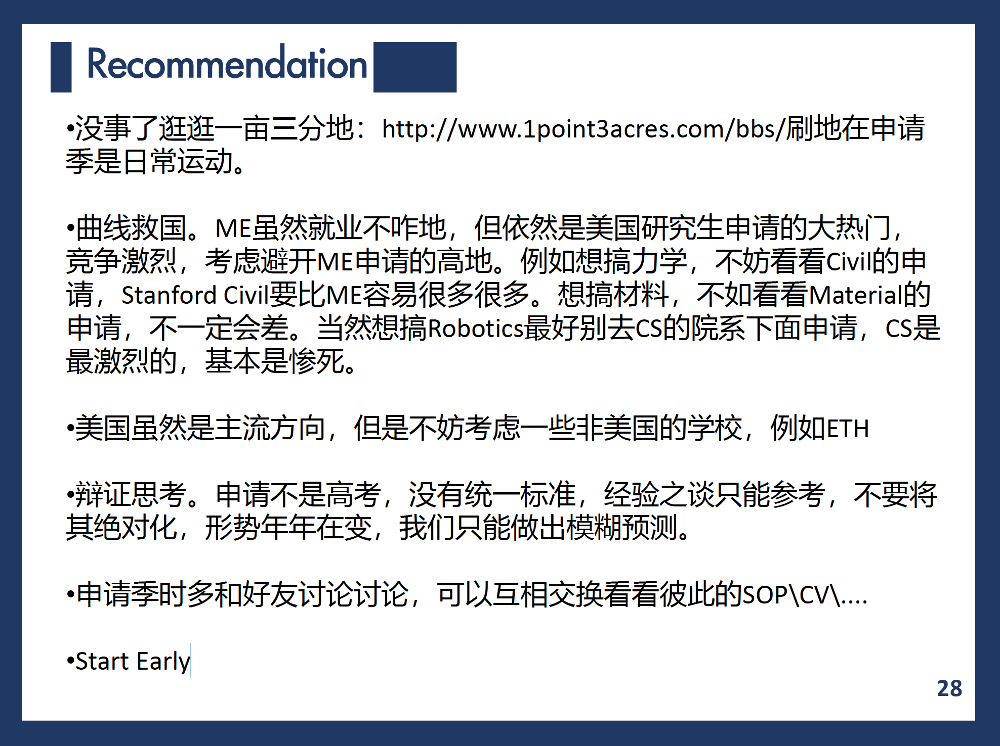 Recommendation
•没事了逛逛一亩三分地：http://www.1point3acres.com/bbs/刷地在申请
季是日常运动。
•曲线救国。ME虽然就业不咋地，但依然是美国研究生申请的大热门，
竞争激烈，考虑避开ME申请的高地。例如想搞力学，不妨看看Civil的申
请，Stanford Civil要比ME容易很多很多。想搞材料，不如看看Material的
申请，不一定会差。当然想搞Robotics最好别去CS的院系下面申请，CS是
最激烈的，基本是惨死。
•美国虽然是主流方向，但是不妨考虑一些非美国的学校，例如ETH
•辩证思考。申请不是高考，没有统一标准，经验之谈只能参考，不要将
其绝对化，形势年年在变，我们只能做出模糊预测。
•申请季时多和好友讨论讨论，可以互相交换看看彼此的SOP\CV\....
•Start Early
28